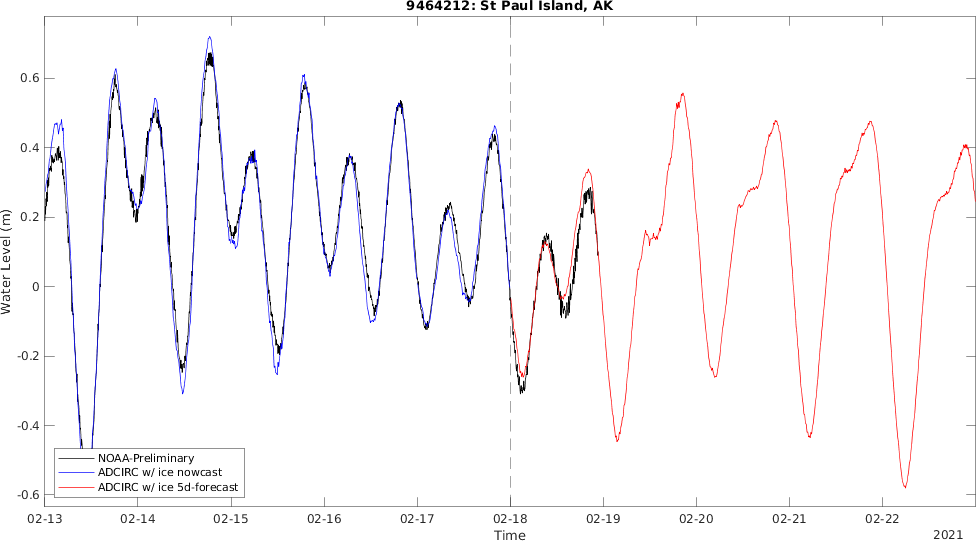 9464212: St Paul Island, AK
Water Level (m)
0.6
0.4
0.2
0
-0.2
-0.4
-0.6
NOAA-Preliminary
ADCIRC w/ ice nowcast
ADCIRC w/ ice 5d-forecast
02-13 02-14 02-15 02-16 02-17 02-18 02-19 02-20 02-21 02-22
Time
2021